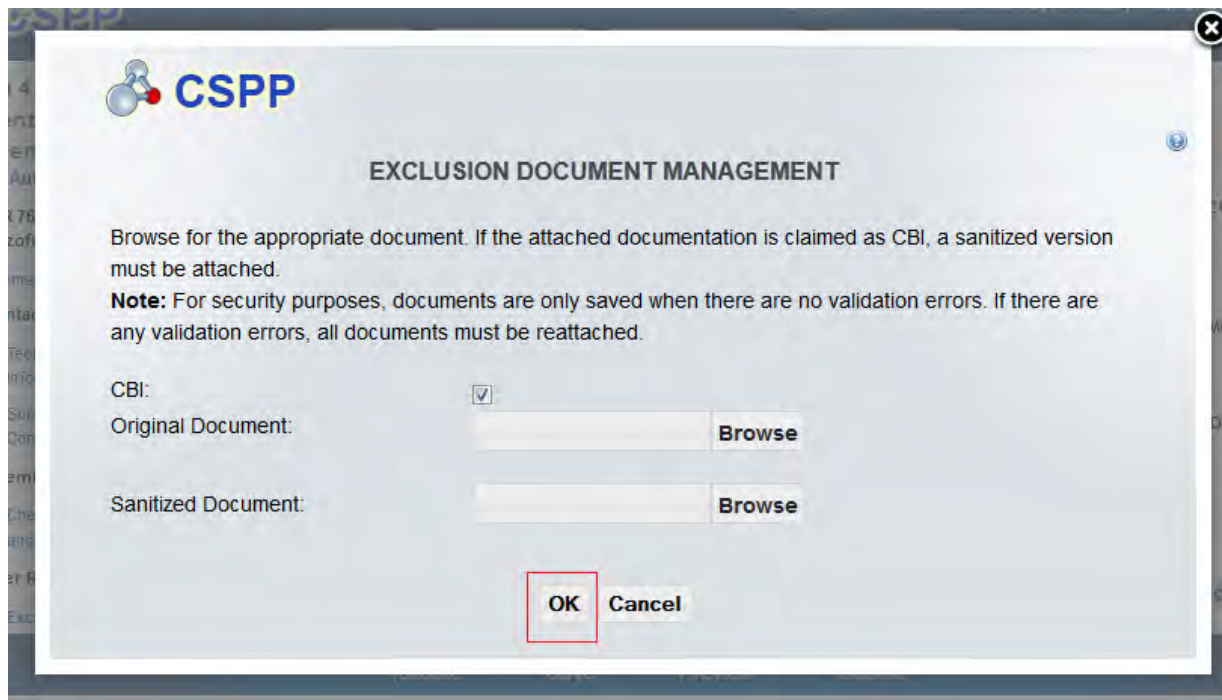 CSPP
CSPP
EXCLUSION DOCUMENT MANAGEMENT
Browse for the appropriate document. If the attached documentation is claimed as CBI, a sanitized version
must be attached.
Note: For security purposes, documents are only saved when there are no validation errors. If there are
any validation errors, all documents must be reattached.
CBI:
Original Document:
Browse
Sanitized Document:
Browse
OK Cancel